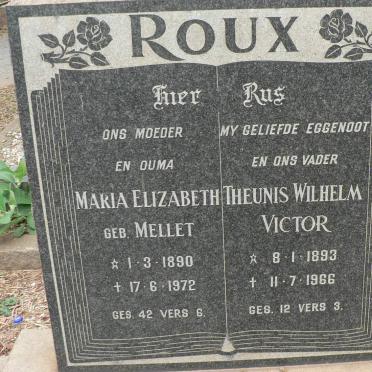 ROUX
Hier Rus
ONS MOEDER
EN OUMA
MARIA ELIZABETH
GEB. MELLET
☆ 1-3-1890
† 17-6-1972
GES. 42 VERS 6.
MY GELIEFDE EGGENOOT
EN ONS VADER
THEUNIS WILHELM
VICTOR
☆ 8-1-1893
† 11-7-1966
GEG. 12 VERS 3.